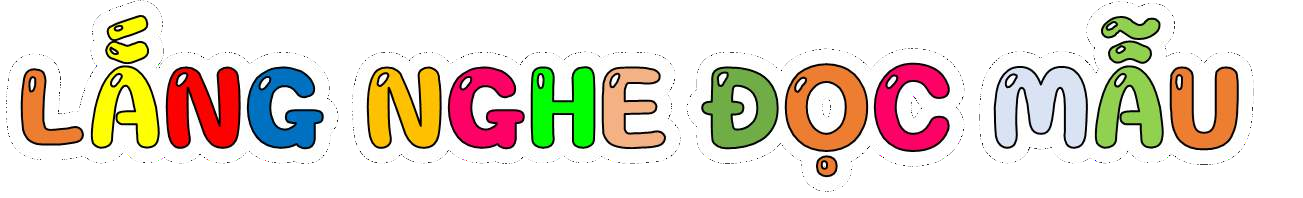 LẮNG NGHE ĐỌC MẪU